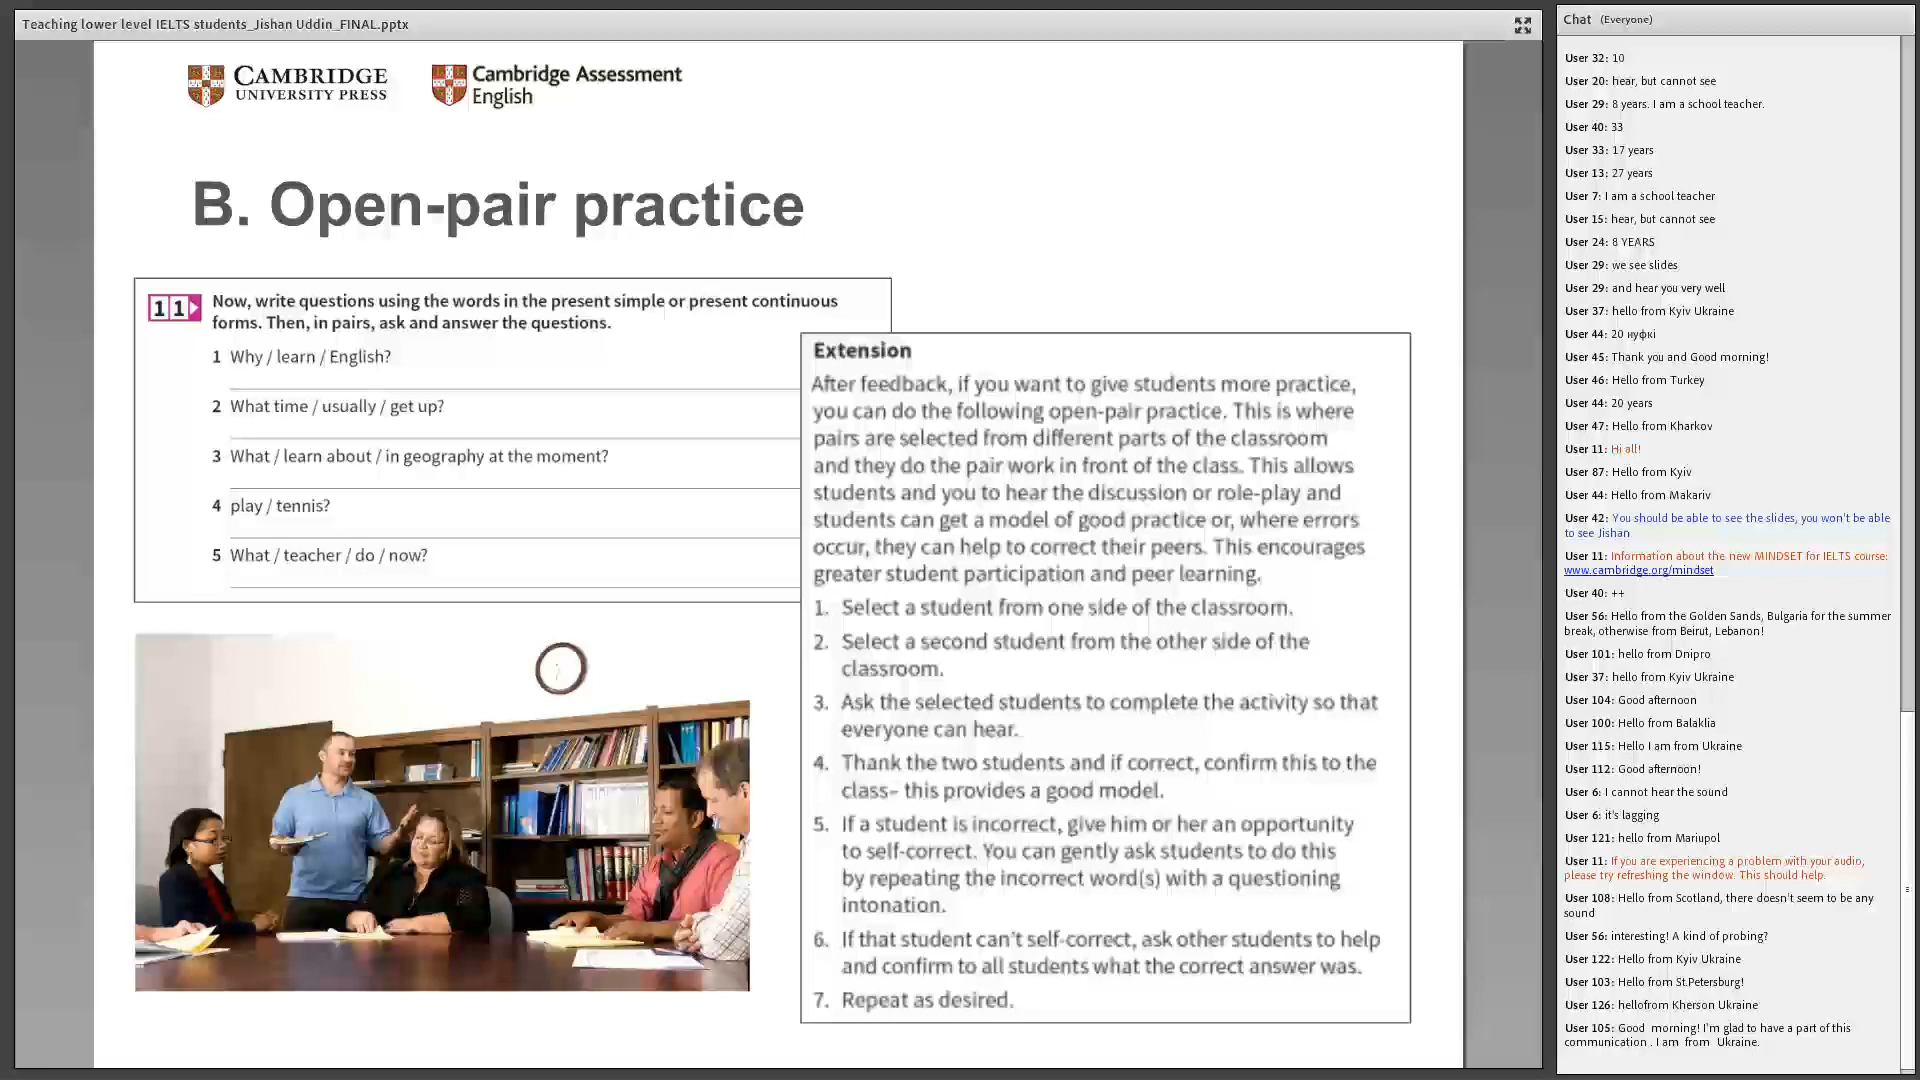 Teaching lower level IELTS students_Jishan Uddin_FINAL.pptx
CAMBRIDGE
UNIVERSITY PRESS
Cambridge Assessment
English
B. Open-pair practice
11
Now, write questions using the words in the present simple or present continuous
forms. Then, in pairs, ask and answer the questions.
1 Why / learn / English?
2 What time / usually / get up?
3 What / learn about / in geography at the moment?
4 play / tennis?
5 What / teacher / do / now?
Extension
After feedback, if you want to give students more practice,
you can do the following open-pair practice. This is where
pairs are selected from different parts of the classroom
and they do the pair work in front of the class. This allows
students and you to hear the discussion or role-play and
students can get a model of good practice or, where errors
occur, they can help to correct their peers. This encourages
greater student participation and peer learning.
1. Select a student from one side of the classroom.
2. Select a second student from the other side of the
classroom.
3. Ask the selected students to complete the activity so that
everyone can hear.
4. Thank the two students and if correct, confirm this to the
class– this provides a good model.
5. If a student is incorrect, give him or her an opportunity
to self-correct. You can gently ask students to do this
by repeating the incorrect word(s) with a questioning
intonation.
6. If that student can't self-correct, ask other students to help
and confirm to all students what the correct answer was.
7. Repeat as desired.
Chat (Everyone)
User 32: 10
User 20: hear, but cannot see
User 29: 8 years. I am a school teacher.
User 40: 33
User 33: 17 years
User 13: 27 years
User 7: I am a school teacher
User 15: hear, but cannot see
User 24: 8 YEARS
User 29: we see slides
User 29: and hear you very well
User 37: hello from Kyiv Ukraine
User 44: 20 нуфкі
User 45: Thank you and Good morning!
User 46: Hello from Turkey
User 44: 20 years
User 47: Hello from Kharkov
User 11: Hi all!
User 87: Hello from Kyiv
User 44: Hello from Makariv
User 42: You should be able to see the slides, you won't be able
to see Jishan
User 11: Information about the new MINDSET for IELTS course:
www.cambridge.org/mindset
User 40: ++
User 56: Hello from the Golden Sands, Bulgaria for the summer
break, otherwise from Beirut, Lebanon!
User 101: hello from Dnipro
User 37: hello from Kyiv Ukraine
User 104: Good afternoon
User 100: Hello from Balaklia
User 115: Hello I am from Ukraine
User 112: Good afternoon!
User 6: I cannot hear the sound
User 6: it's lagging
User 121: hello from Mariupol
User 11: If you are experiencing a problem with your audio,
please try refreshing the window. This should help.
User 108: Hello from Scotland, there doesn't seem to be any
sound
User 56: interesting! A kind of probing?
User 122: Hello from Kyiv Ukraine
User 103: Hello from St.Petersburg!
User 126: hellofrom Kherson Ukraine
User 105: Good morning! I'm glad to have a part of this
communication . I am from Ukraine.